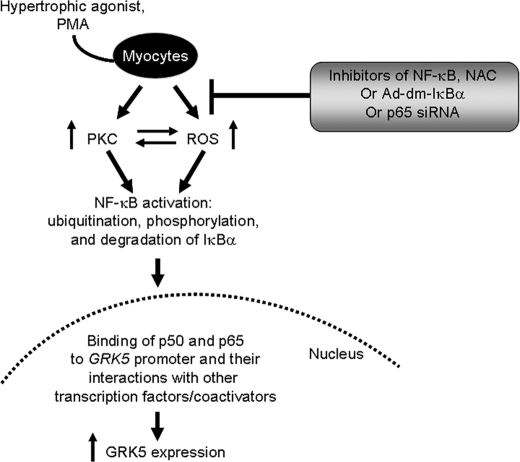 Hypertrophic agonist,
PMA
Myocytes
Inhibitors of NF-κB, NAC
Or Ad-dm-IκBα
Or p65 siRNA
PKC
ROS
NF-κB activation:
ubiquitination, phosphorylation,
and degradation of IκBα
Binding of p50 and p65
to GRK5 promoter and their
interactions with other
transcription factors/coactivators
Nucleus
GRK5 expression